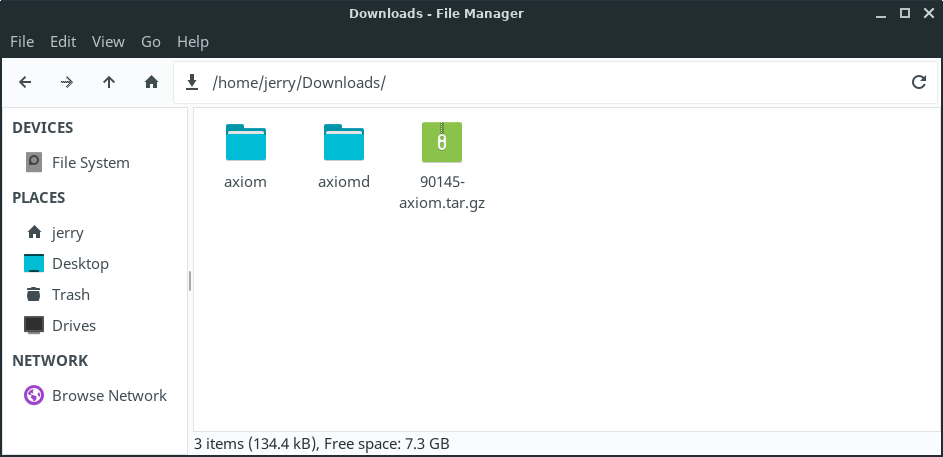 Downloads - File Manager
File Edit View Go Help
/home/jerry/Downloads/
DEVICES
File System
PLACES
jerry
Desktop
Trash
Drives
NETWORK
Browse Network
axiom
axiomd
90145-
axiom.tar.gz
3 items (134.4 kB), Free space: 7.3 GB